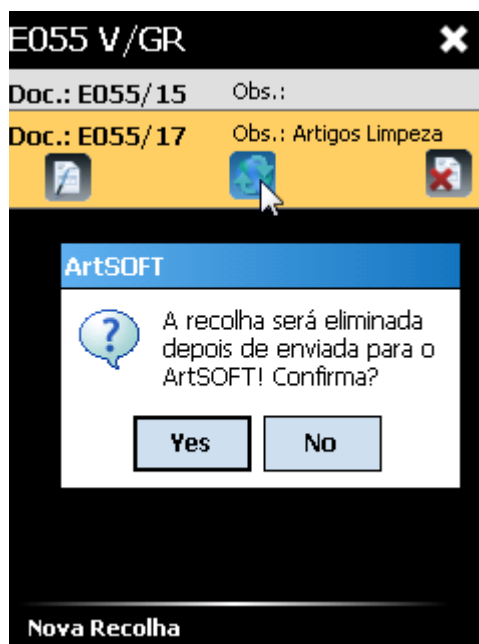 E055 V/GR
Doc.: E055/15 Obs.:
Doc.: E055/17 Obs.: Artigos Limpeza
ArtSOFT
A recolha será eliminada
depois de enviada para o
ArtSOFT! Confirma?
Yes No
Nova Recolha